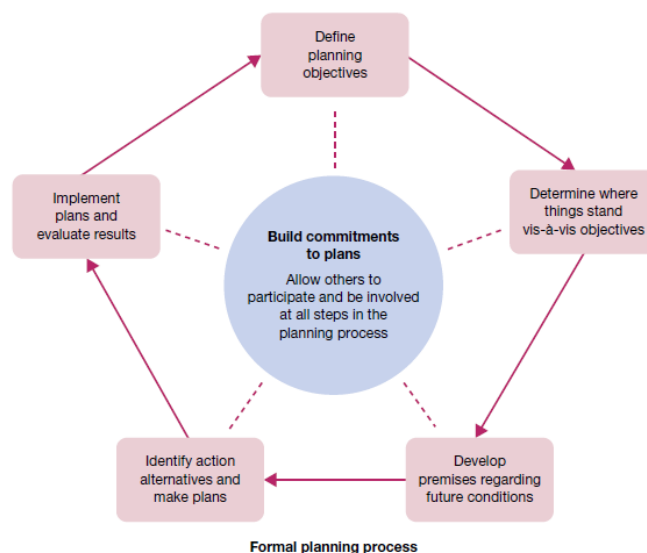 Define
planning
objectives
Determine where
things stand
vis-à-vis objectives
Develop
premises regarding
future conditions
Identify action
alternatives and
make plans
Implement
plans and
evaluate results
Build commitments
to plans
Allow others to
participate and be involved
at all steps in the
planning process
Formal planning process